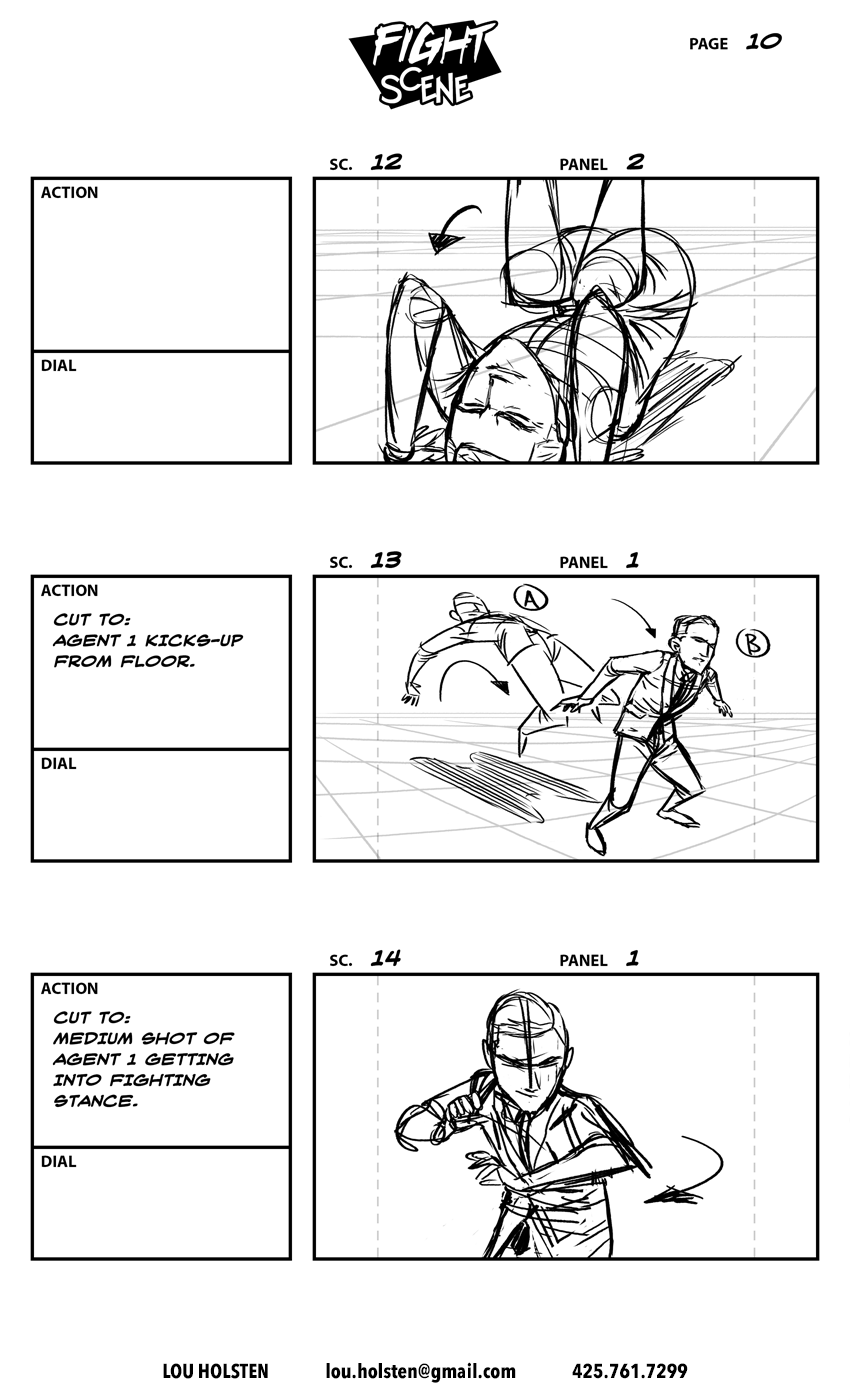 FIGHT
SCENE
PAGE 10
SC. 12 PANEL 2
ACTION
DIAL
SC. 13 PANEL 1
ACTION
CUT TO:
AGENT 1 KICKS-UP
FROM FLOOR.
A
B
DIAL
SC. 14 PANEL 1
ACTION
CUT TO:
MEDIUM SHOT OF
AGENT 1 GETTING
INTO FIGHTING
STANCE.
DIAL
LOU HOLSTEN lou.holsten@gmail.com 425.761.7299